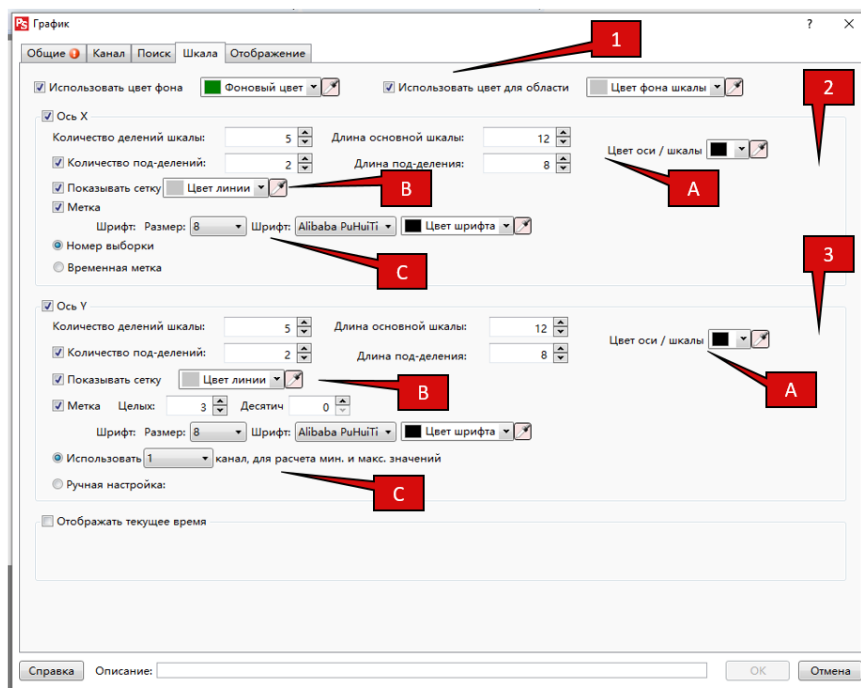 PS График ? ×
Общие Канал Поиск Шкала Отображение
1
Использовать цвет фона Фоновый цвет Использовать цвет для области Цвет фона шкалы
2
Ось X
Количество делений шкалы: 5 Длина основной шкалы: 12 Цвет оси / шкалы
Количество под-делений: 2 Длина под-деления: 8
A
Показывать сетку Цвет линии B
Метка
Шрифт: Размер: 8 Шрифт: Alibaba PuHuiTi Цвет шрифта
Номер выборки
3
Временная метка C
Ось Y
Количество делений шкалы: 5 Длина основной шкалы: 12 Цвет оси / шкалы
Количество под-делений: 2 Длина под-деления: 8
Показывать сетку Цвет линии B A
Метка Целых: 3 Десятич 0
Шрифт: Размер: 8 Шрифт: Alibaba PuHuiTi Цвет шрифта
Использовать 1 канал, для расчета мин. и макс. значений
Ручная настройка: C
Отображать текущее время
Справка Описание: OK Отмена